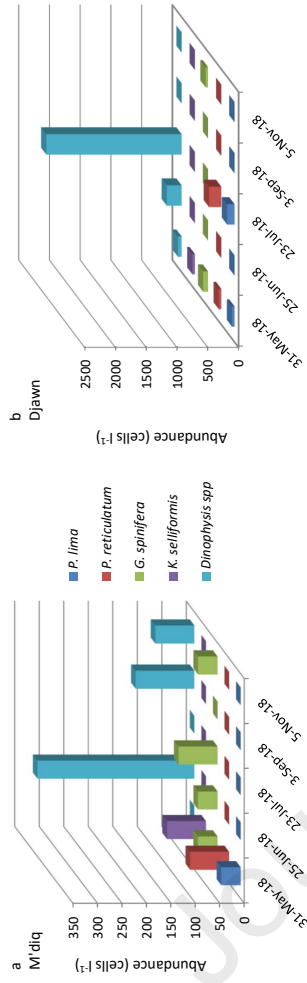 a
M'diq
Abundance (cells l⁻¹)
350
300
250
200
150
100
50
0
31-May-18
25-Jun-18
23-Jul-18
3-Sep-18
5-Nov-18
P. lima
P. reticulatum
G. spinifera
K. selliformis
Dinophysis spp
b
Djawn
Abundance (cells l⁻¹)
2500
2000
1500
1000
500
0
31-May-18
25-Jun-18
23-Jul-18
3-Sep-18
5-Nov-18